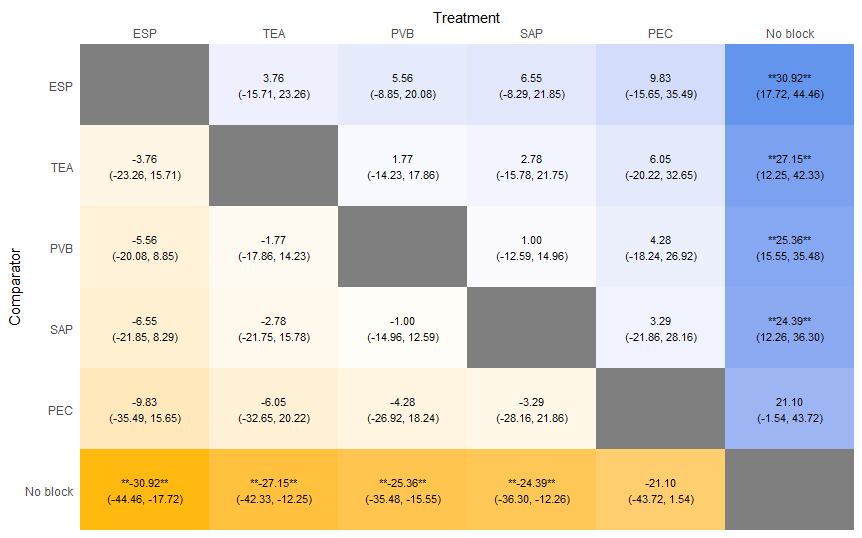 Treatment
ESP TEA PVB SAP PEC No block
Comparator
ESP
3.76 5.56 6.55 9.83 **30.92**
(-15.71, 23.26) (-8.85, 20.08) (-8.29, 21.85) (-15.65, 35.49) (17.72, 44.46)
TEA
-3.76 1.77 2.78 6.05 **27.15**
(-23.26, 15.71) (-14.23, 17.86) (-15.78, 21.75) (-20.22, 32.65) (12.25, 42.33)
PVB
-5.56 -1.77 1.00 4.28 **25.36**
(-20.08, 8.85) (-17.86, 14.23) (-12.59, 14.96) (-18.24, 26.92) (15.55, 35.48)
SAP
-6.55 -2.78 -1.00 3.29 **24.39**
(-21.85, 8.29) (-21.75, 15.78) (-14.96, 12.59) (-21.86, 28.16) (12.26, 36.30)
PEC
-9.83 -6.05 -4.28 -3.29 21.10
(-35.49, 15.65) (-32.65, 20.22) (-26.92, 18.24) (-28.16, 21.86) (-1.54, 43.72)
No block
**-30.92** **-27.15** **-25.36** **-24.39** -21.10
(-44.46, -17.72) (-42.33, -12.25) (-35.48, -15.55) (-36.30, -12.26) (-43.72, 1.54)